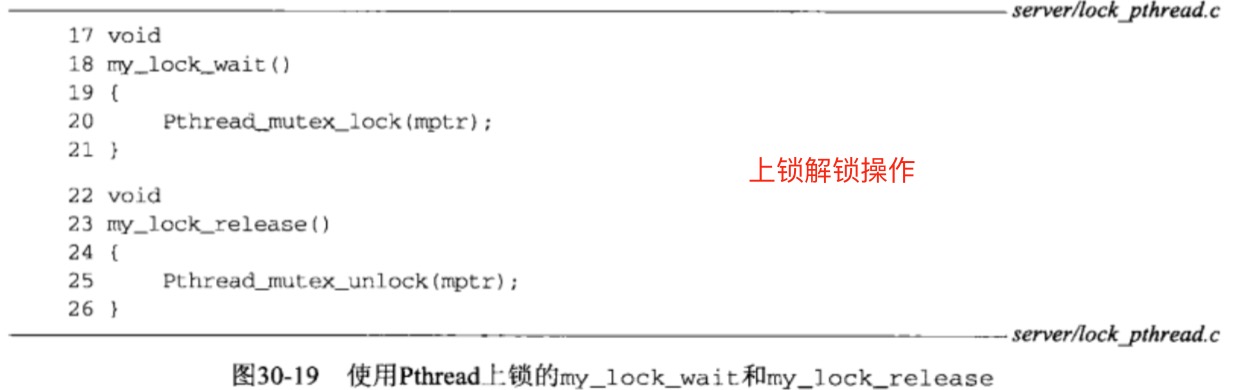 server/lock_pthread.c
17 void
18 my_lock_wait()
19 {
20     Pthread_mutex_lock(mptr);
21 }
上锁解锁操作
22 void
23 my_lock_release()
24 {
25     Pthread_mutex_unlock(mptr);
26 }
server/lock_pthread.c
图30-19 使用Pthread上锁的my_lock_wait和my_lock_release